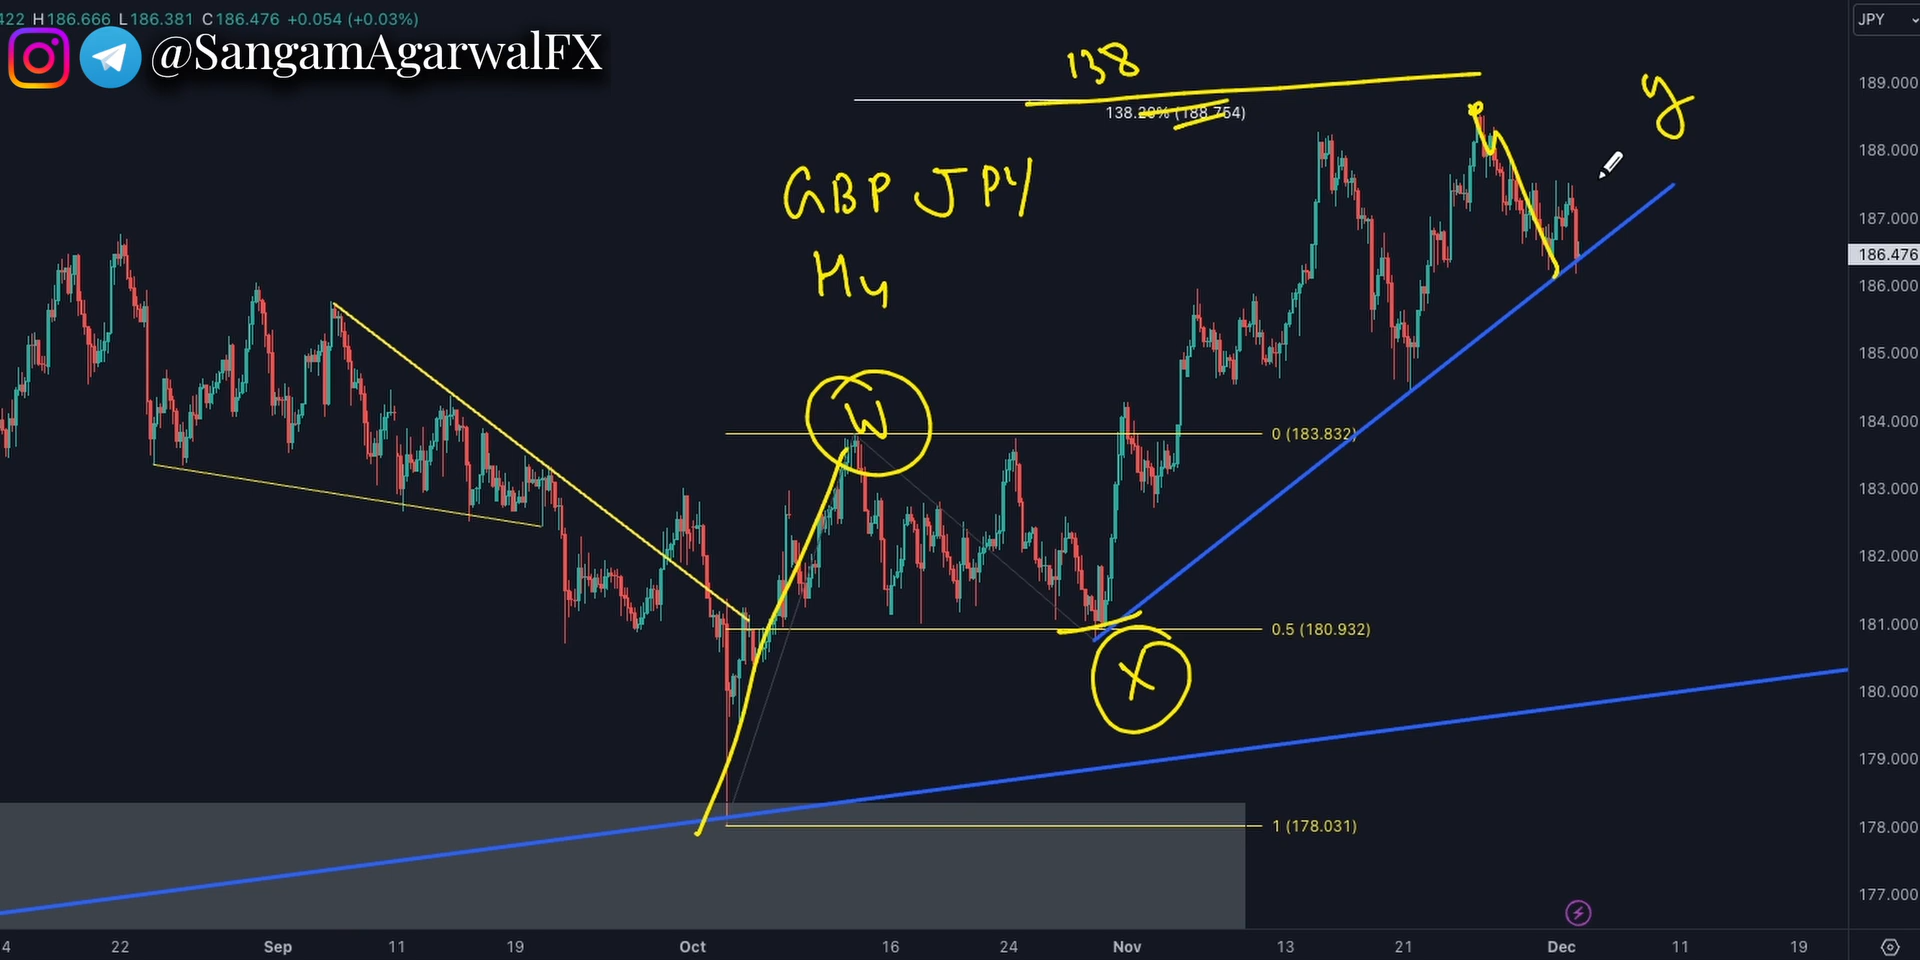 422 H186.666 L186.381 C186.476 +0.054 (+0.03%)
JPY
@SangamAgarwalFX
138
138.20% (188.754)
y
GBP JPY
H4
W
X
0 (183.832)
0.5 (180.932)
1 (178.031)
189.000
188.000
187.000
186.476
186.000
185.000
184.000
183.000
182.000
181.000
180.000
179.000
178.000
177.000
4 22 Sep 11 19 Oct 16 24 Nov 13 21 Dec 11 19